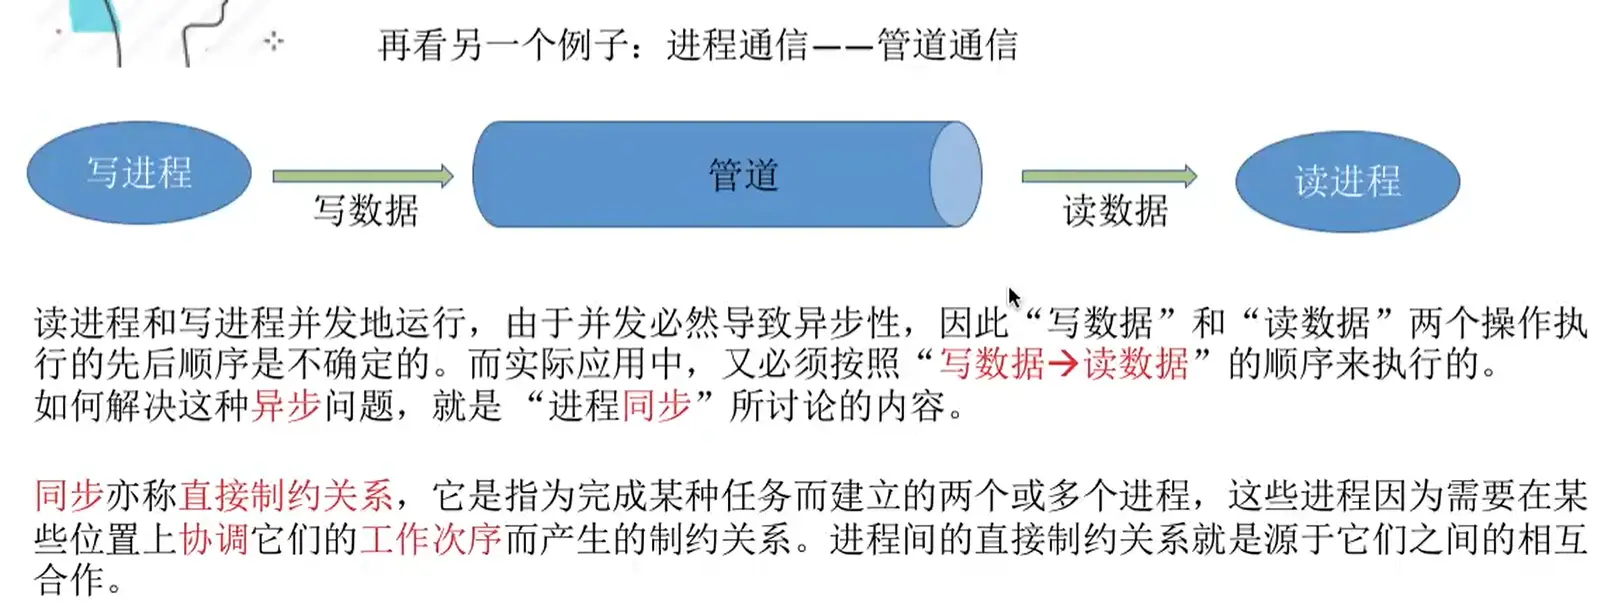 再看另一个例子：进程通信——管道通信
写进程
写数据
管道
读数据
读进程
读进程和写进程并发地运行，由于并发必然导致异步性，因此“写数据”和“读数据”两个操作执
行的先后顺序是不确定的。而实际应用中，又必须按照“写数据→读数据”的顺序来执行的。
如何解决这种异步问题，就是 “进程同步”所讨论的内容。
同步亦称直接制约关系，它是指为完成某种任务而建立的两个或多个进程，这些进程因为需要在某
些位置上协调它们的工作次序而产生的制约关系。进程间的直接制约关系就是源于它们之间的相互
合作。